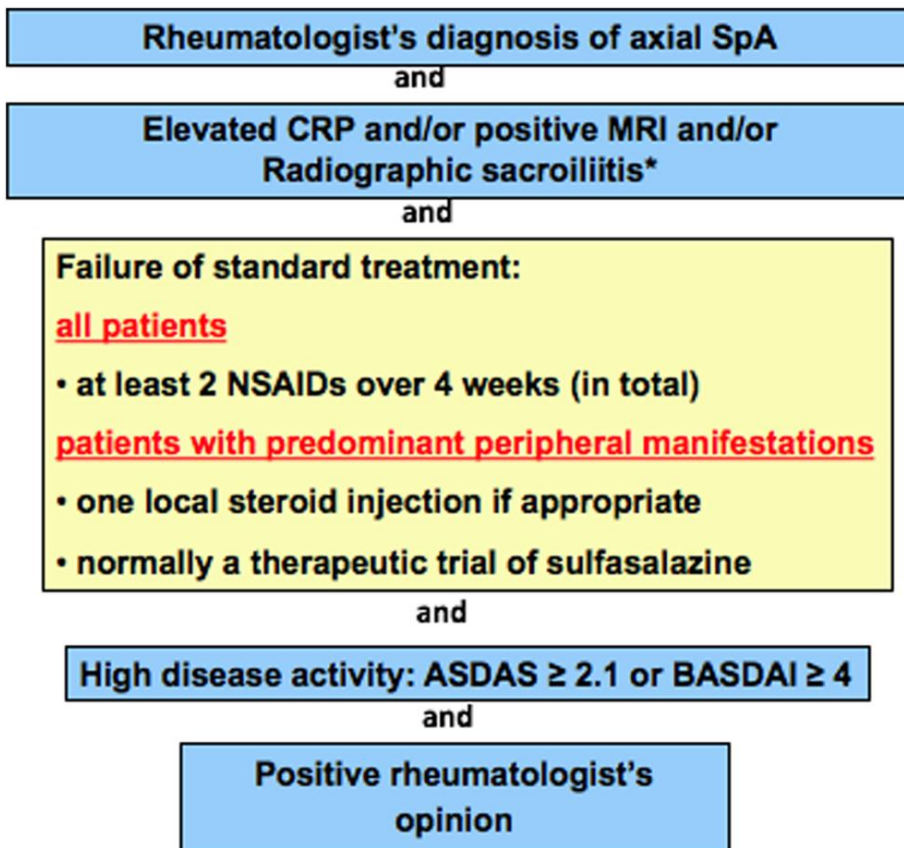 Rheumatologist's diagnosis of axial SpA
and
Elevated CRP and/or positive MRI and/or
Radiographic sacroiliitis*
and
Failure of standard treatment:
all patients
• at least 2 NSAIDs over 4 weeks (in total)
patients with predominant peripheral manifestations
• one local steroid injection if appropriate
• normally a therapeutic trial of sulfasalazine
and
High disease activity: ASDAS ≥ 2.1 or BASDAI ≥ 4
and
Positive rheumatologist's
opinion